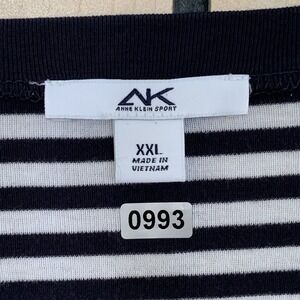 AK
ANNE KLEIN SPORT
XXL
MADE IN
VIETNAM
0993